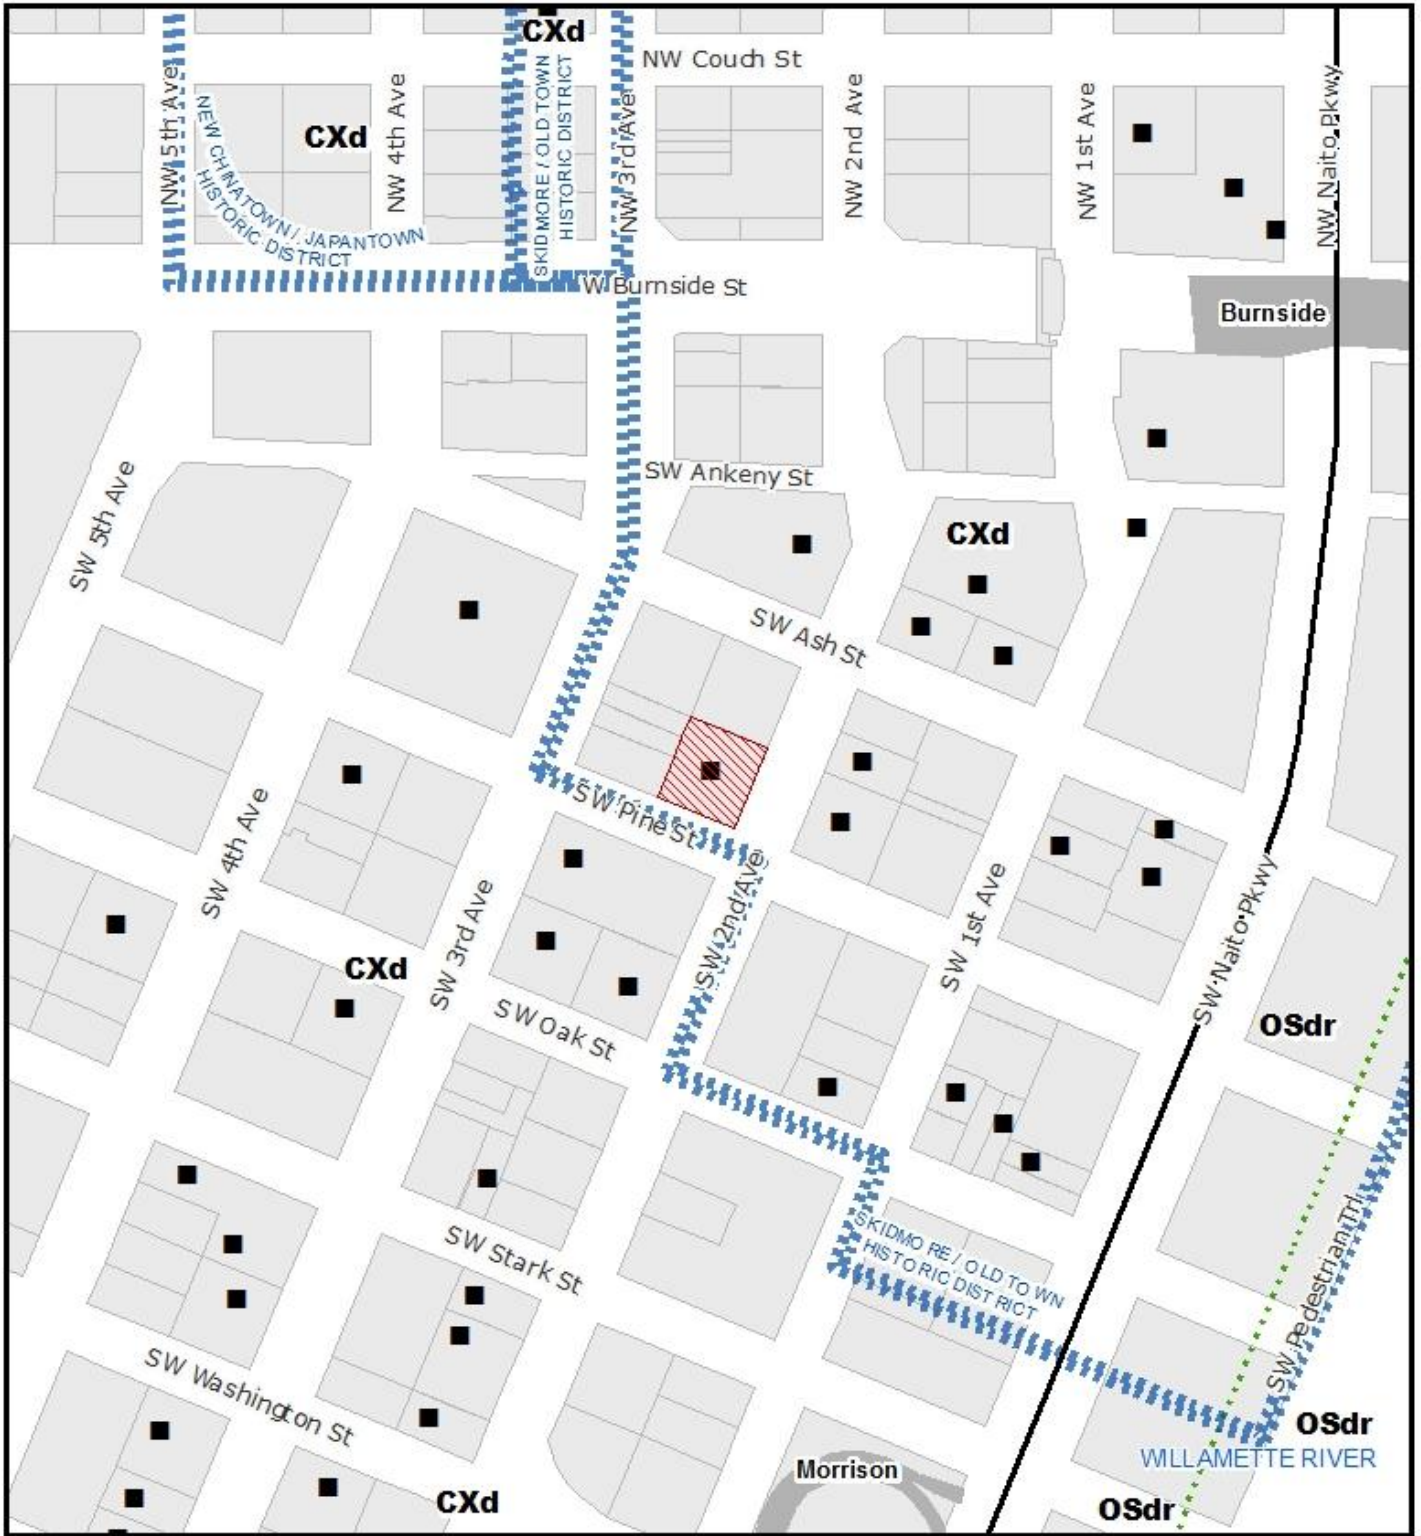 CXd
NW Couch St
NW 5th Ave
NEW CHINATOWN / JAPANTOWN
HISTORIC DISTRICT
CXd
NW 4th Ave
SKIDMORE / OLD TOWN
HISTORIC DISTRICT
NW 3rd Ave
NW 2nd Ave
NW 1st Ave
NW Naito Pkwy
W Burnside St
Burnside
SW Ankeny St
SW 5th Ave
CXd
SW Ash St
SW Pine St
SW 4th Ave
SW 3rd Ave
SW 2nd Ave
SW 1st Ave
SW Naito Pkwy
CXd
SW Oak St
OSdr
SW Stark St
SKIDMORE / OLD TOWN
HISTORIC DISTRICT
SW Pedestrian Trl
SW Washington St
OSdr
WILLAMETTE RIVER
Morrison
CXd
OSdr